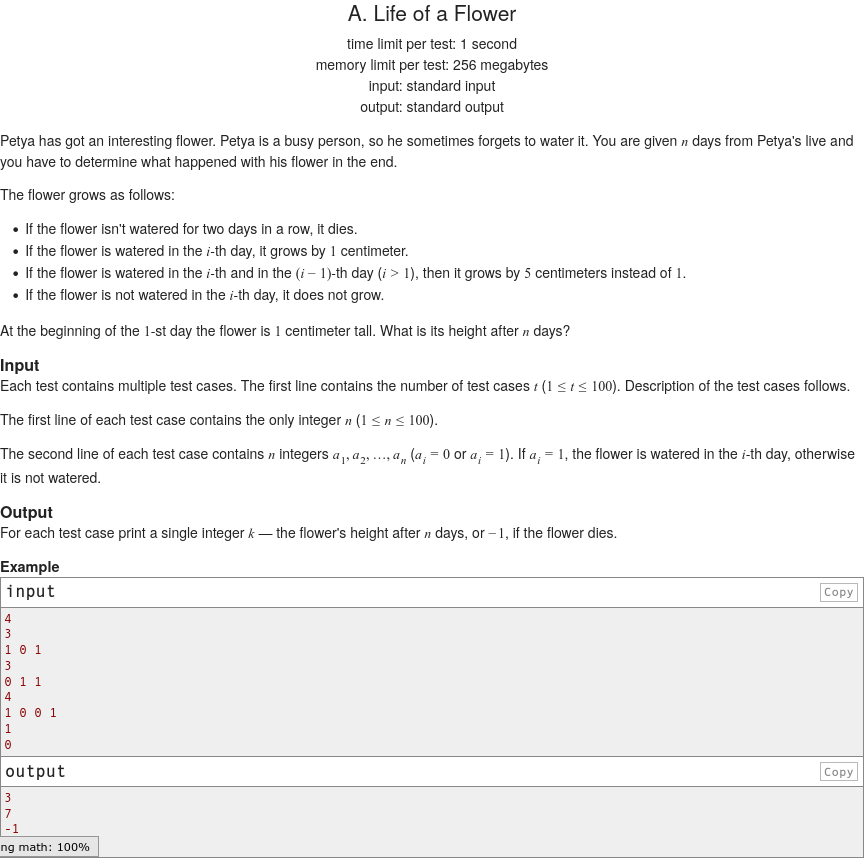 A. Life of a Flower
time limit per test: 1 second
memory limit per test: 256 megabytes
input: standard input
output: standard output
Petya has got an interesting flower. Petya is a busy person, so he sometimes forgets to water it. You are given n days from Petya's live and
you have to determine what happened with his flower in the end.
The flower grows as follows:
• If the flower isn't watered for two days in a row, it dies.
• If the flower is watered in the i-th day, it grows by 1 centimeter.
• If the flower is watered in the i-th and in the (i − 1)-th day (i > 1), then it grows by 5 centimeters instead of 1.
• If the flower is not watered in the i-th day, it does not grow.
At the beginning of the 1-st day the flower is 1 centimeter tall. What is its height after n days?
Input
Each test contains multiple test cases. The first line contains the number of test cases t (1 ≤ t ≤ 100). Description of the test cases follows.
The first line of each test case contains the only integer n (1 ≤ n ≤ 100).
The second line of each test case contains n integers a1, a2, …, an (ai = 0 or ai = 1). If ai = 1, the flower is watered in the i-th day, otherwise
it is not watered.
Output
For each test case print a single integer k — the flower's height after n days, or −1, if the flower dies.
Example
input Copy
4
3
1 0 1
3
0 1 1
4
1 0 0 1
1
0
output Copy
3
7
-1
ng math: 100%